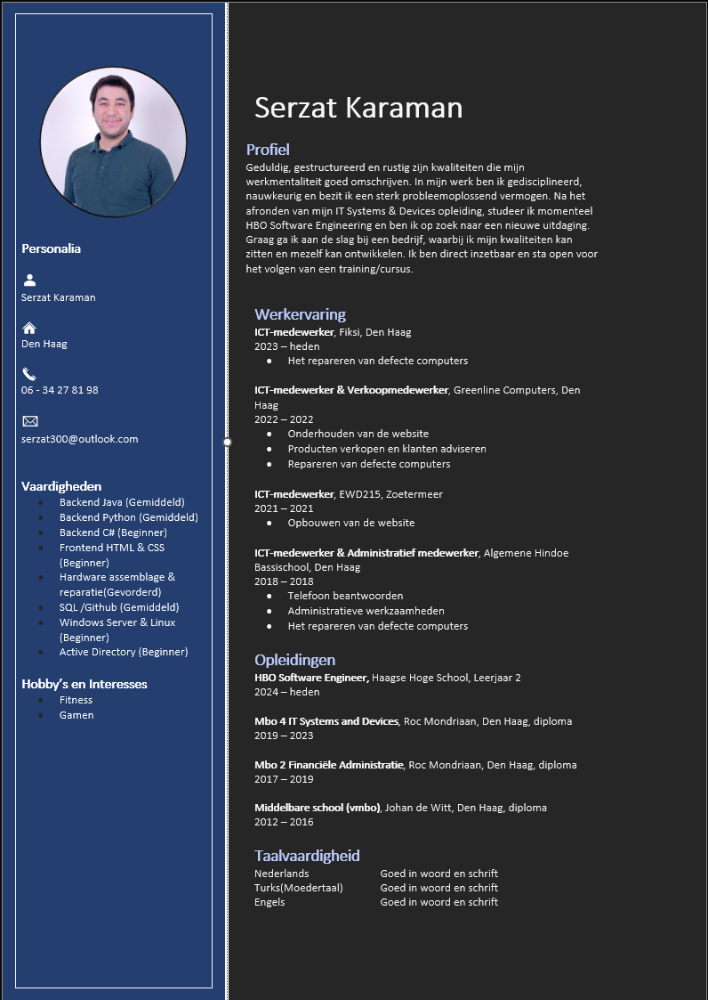 Serzat Karaman
Profiel
Geduldig, gestructureerd en rustig zijn kwaliteiten die mijn
werkmentaliteit goed omschrijven. In mijn werk ben ik gedisciplineerd,
nauwkeurig en bezit ik een sterk probleemoplossend vermogen. Na het
afronden van mijn IT Systems & Devices opleiding, studeer ik momenteel
HBO Software Engineering en ben ik op zoek naar een nieuwe uitdaging.
Graag ga ik aan de slag bij een bedrijf, waarbij ik mijn kwaliteiten kan
zitten en mezelf kan ontwikkelen. Ik ben direct inzetbaar en sta open voor
het volgen van een training/cursus.
Personalia
Serzat Karaman
Den Haag
06 - 34 27 81 98
serzat300@outlook.com
Vaardigheden
Backend Java (Gemiddeld)
Backend Python (Gemiddeld)
Backend C# (Beginner)
Frontend HTML & CSS
(Beginner)
Hardware assemblage &
reparatie(Gevorderd)
SQL /Github (Gemiddeld)
Windows Server & Linux
(Beginner)
Active Directory (Beginner)
Hobby's en Interesses
Fitness
Gamen
Werkervaring
ICT-medewerker, Fiksi, Den Haag
2023 – heden
Het repareren van defecte computers
ICT-medewerker & Verkoopmedewerker, Greenline Computers, Den
Haag
2022 – 2022
Onderhouden van de website
Producten verkopen en klanten adviseren
Repareren van defecte computers
ICT-medewerker, EWD215, Zoetermeer
2021 – 2021
Opbouwen van de website
ICT-medewerker & Administratief medewerker, Algemene Hindoe
Bassischool, Den Haag
2018 – 2018
Telefoon beantwoorden
Administratieve werkzaamheden
Het repareren van defecte computers
Opleidingen
HBO Software Engineer, Haagse Hoge School, Leerjaar 2
2024 – heden
Mbo 4 IT Systems and Devices, Roc Mondriaan, Den Haag, diploma
2019 – 2023
Mbo 2 Financiële Administratie, Roc Mondriaan, Den Haag, diploma
2017 – 2019
Middelbare school (vmbo), Johan de Witt, Den Haag, diploma
2012 – 2016
Taalvaardigheid
Nederlands Goed in woord en schrift
Turks(Moedertaal) Goed in woord en schrift
Engels Goed in woord en schrift